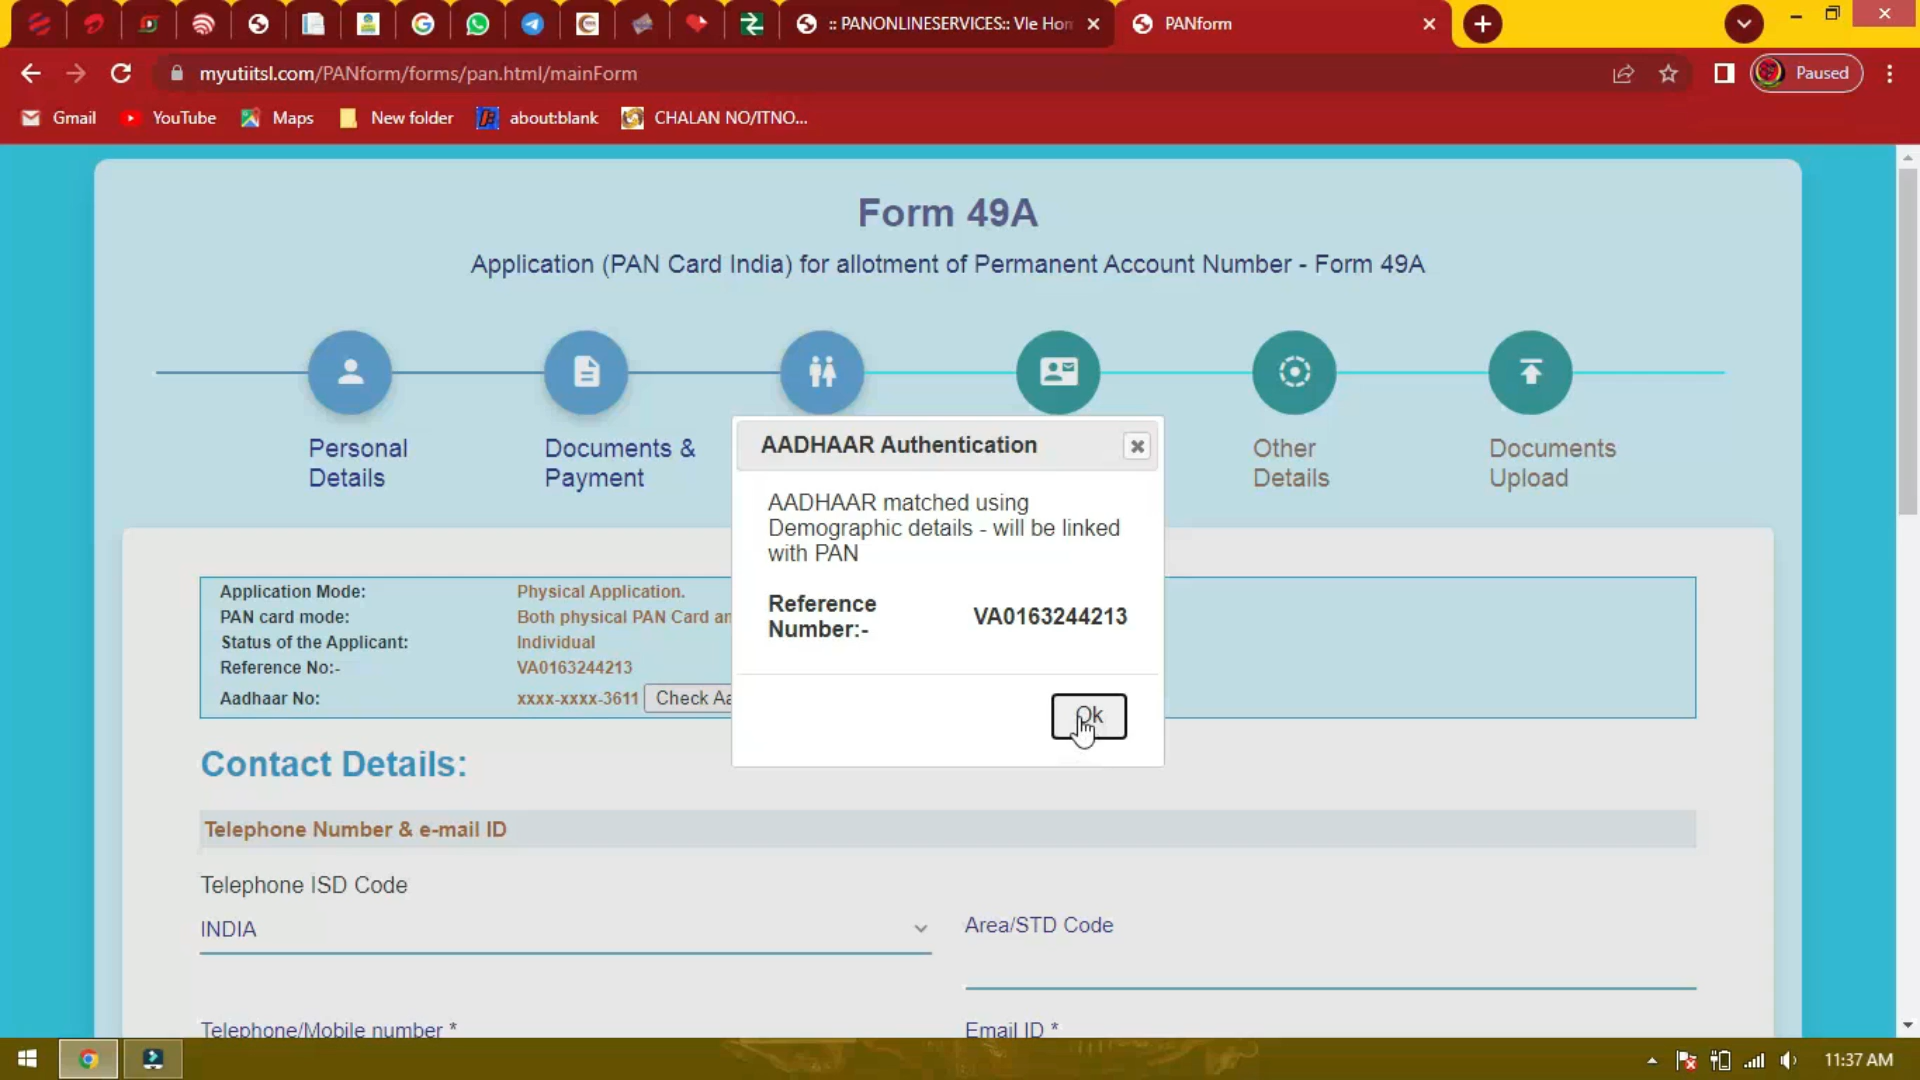 :: PANONLINESERVICES:: Vle Hom
PANform
myutiitsl.com/PANform/forms/pan.html/mainForm
Paused
Gmail
YouTube
Maps
New folder
about:blank
CHALAN NO/ITNO...
Form 49A
Application (PAN Card India) for allotment of Permanent Account Number - Form 49A
Personal
Details
Documents &
Payment
Other
Details
Documents
Upload
AADHAAR Authentication
AADHAAR matched using
Demographic details - will be linked
with PAN
Reference
Number:-
VA0163244213
Ok
Application Mode: Physical Application.
PAN card mode: Both physical PAN Card an
Status of the Applicant: Individual
Reference No:- VA0163244213
Aadhaar No: xxxx-xxxx-3611 Check Aa
Contact Details:
Telephone Number & e-mail ID
Telephone ISD Code
INDIA
Area/STD Code
Telephone/Mobile number *
Email ID *
11:37 AM